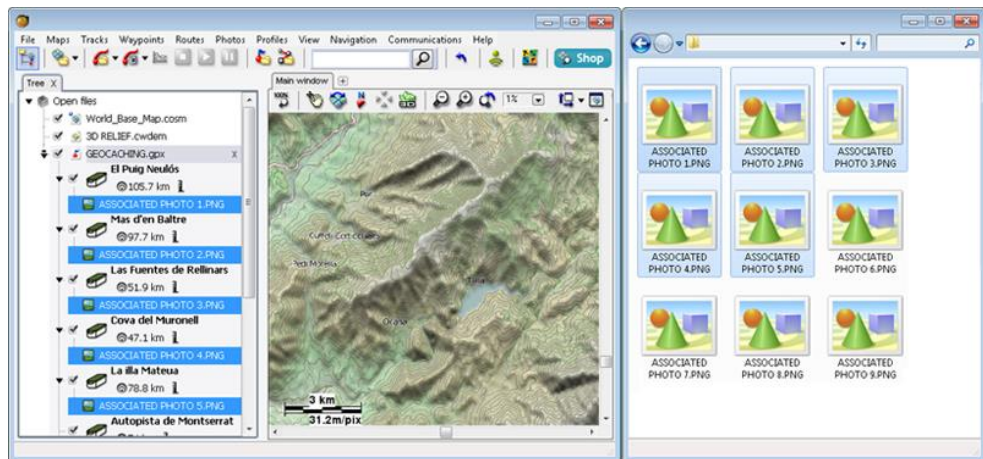 File Maps Tracks Waypoints Routes Photos Profiles View Navigation Communications Help
Shop
Tree X
Main window
100%
1%
Open files
World_Base_Map.cosm
3D RELIEF.cwdem
GEOCACHING.gpx x
El Puig Neulós
105.7 km
ASSOCIATED PHOTO 1.PNG
Mas d'en Baltre
97.7 km
ASSOCIATED PHOTO 2.PNG
Las Fuentes de Rellinars
51.9 km
ASSOCIATED PHOTO 3.PNG
Cova del Muronell
47.1 km
ASSOCIATED PHOTO 4.PNG
La illa Mateua
78.8 km
ASSOCIATED PHOTO 5.PNG
Autopista de Montserrat
3 km
31.2m/pix
ASSOCIATED
PHOTO 1.PNG
ASSOCIATED
PHOTO 2.PNG
ASSOCIATED
PHOTO 3.PNG
ASSOCIATED
PHOTO 4.PNG
ASSOCIATED
PHOTO 5.PNG
ASSOCIATED
PHOTO 6.PNG
ASSOCIATED
PHOTO 7.PNG
ASSOCIATED
PHOTO 8.PNG
ASSOCIATED
PHOTO 9.PNG